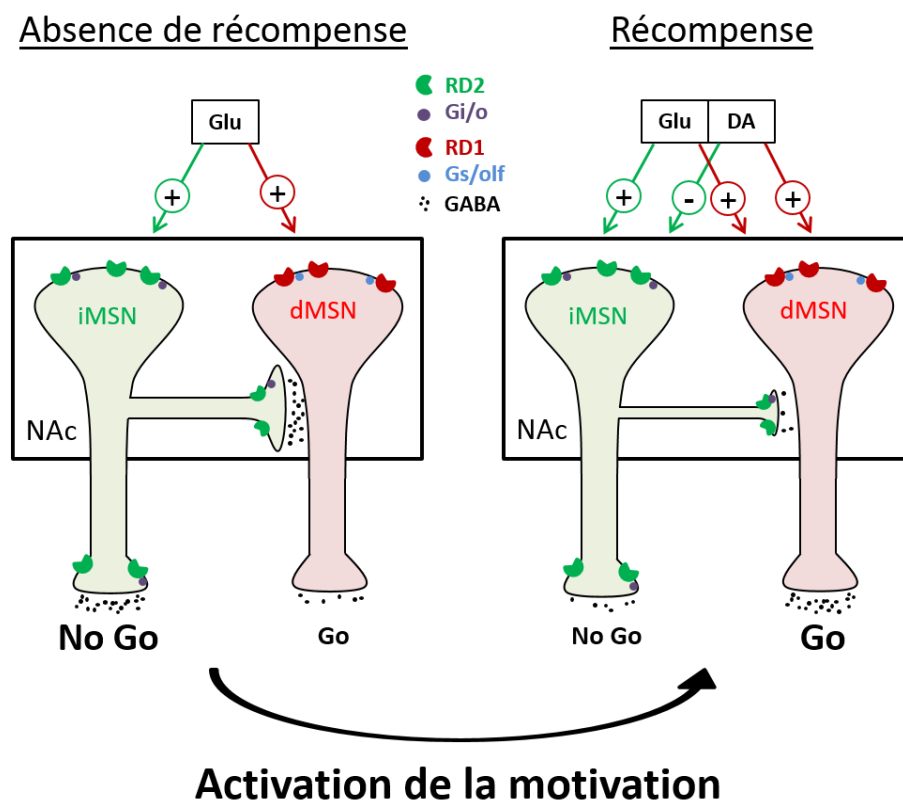 Absence de récompense
Récompense
RD2
Gi/o
RD1
Gs/olf
GABA
Glu
+
+
Glu
DA
+
-
+
+
iMSN
dMSN
NAc
No Go
Go
iMSN
dMSN
NAc
No Go
Go
Activation de la motivation